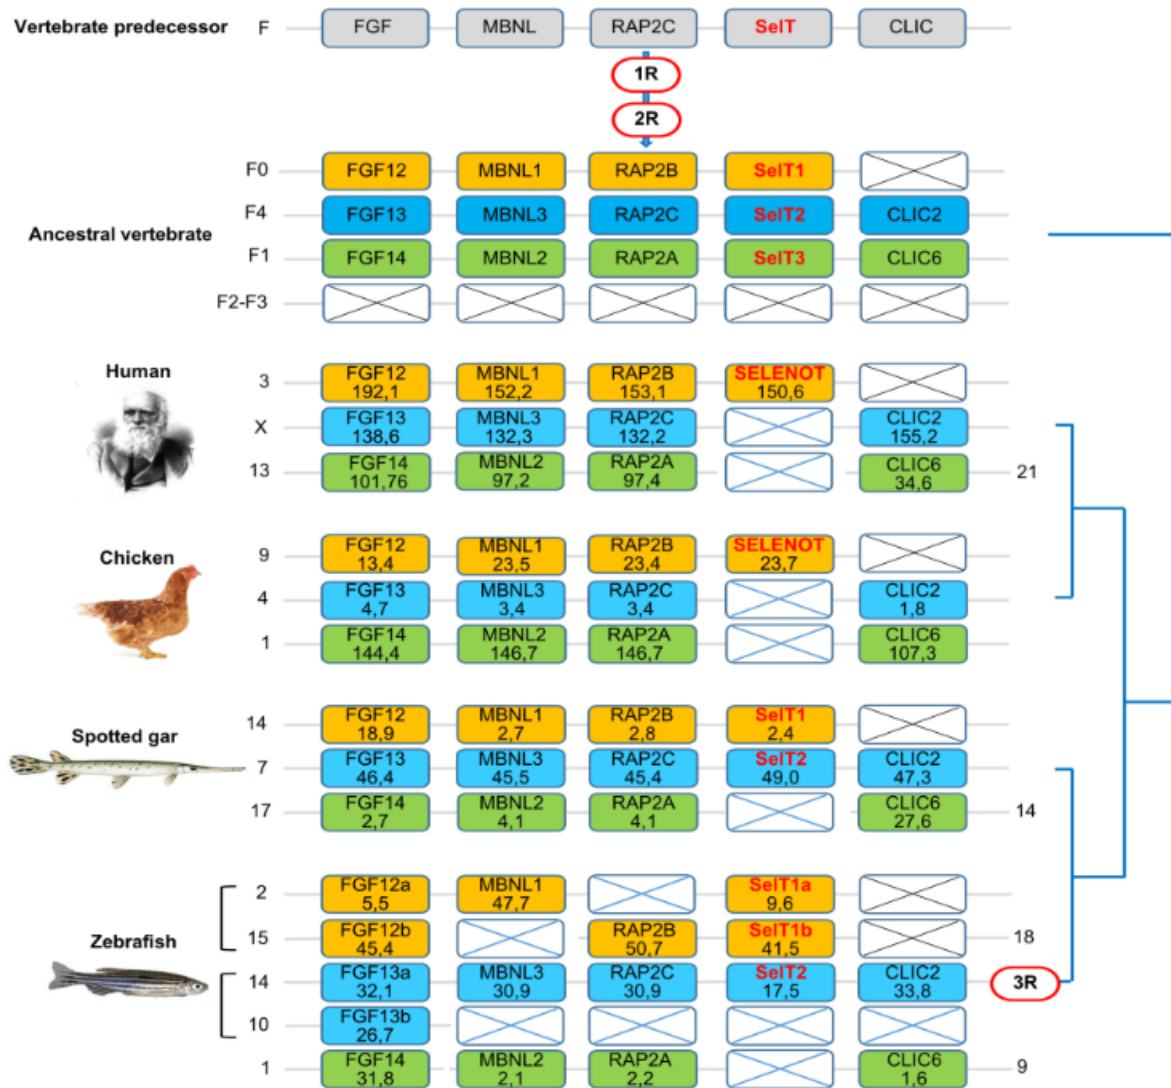 Vertebrate predecessor F FGF MBNL RAP2C SelT CLIC
1R
2R
F0 FGF12 MBNL1 RAP2B SelT1
F4 FGF13 MBNL3 RAP2C SelT2 CLIC2
Ancestral vertebrate
F1 FGF14 MBNL2 RAP2A SelT3 CLIC6
F2-F3
Human
3 FGF12 MBNL1 RAP2B SELENOT
192,1 152,2 153,1 150,6
X FGF13 MBNL3 RAP2C CLIC2
138,6 132,3 132,2 155,2
13 FGF14 MBNL2 RAP2A CLIC6 21
101,76 97,2 97,4 34,6
Chicken
9 FGF12 MBNL1 RAP2B SELENOT
13,4 23,5 23,4 23,7
4 FGF13 MBNL3 RAP2C CLIC2
4,7 3,4 3,4 1,8
1 FGF14 MBNL2 RAP2A CLIC6
144,4 146,7 146,7 107,3
Spotted gar
14 FGF12 MBNL1 RAP2B SelT1
18,9 2,7 2,8 2,4
7 FGF13 MBNL3 RAP2C SelT2 CLIC2
46,4 45,5 45,4 49,0 47,3
17 FGF14 MBNL2 RAP2A CLIC6 14
2,7 4,1 4,1 27,6
Zebrafish
2 FGF12a MBNL1 SelT1a
5,5 47,7 9,6
15 FGF12b RAP2B SelT1b 18
45,4 50,7 41,5
14 FGF13a MBNL3 RAP2C SelT2 CLIC2 3R
32,1 30,9 30,9 17,5 33,8
10 FGF13b
26,7
1 FGF14 MBNL2 RAP2A CLIC6 9
31,8 2,1 2,2 1,6